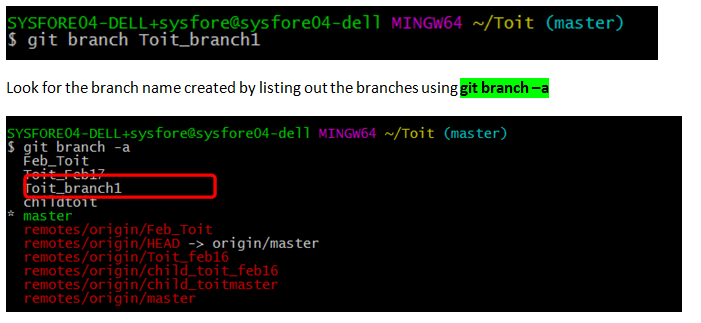 SYSFORE04-DELL+sysfore@sysfore04-dell MINGW64 ~/Toit (master)
$ git branch Toit_branch1
Look for the branch name created by listing out the branches using git branch –a
SYSFORE04-DELL+sysfore@sysfore04-dell MINGW64 ~/Toit (master)
$ git branch -a
Feb_Toit
Toit_Feb17
Toit_branch1
childtoit
* master
remotes/origin/Feb_Toit
remotes/origin/HEAD -> origin/master
remotes/origin/Toit_feb16
remotes/origin/child_toit_feb16
remotes/origin/child_toitmaster
remotes/origin/master